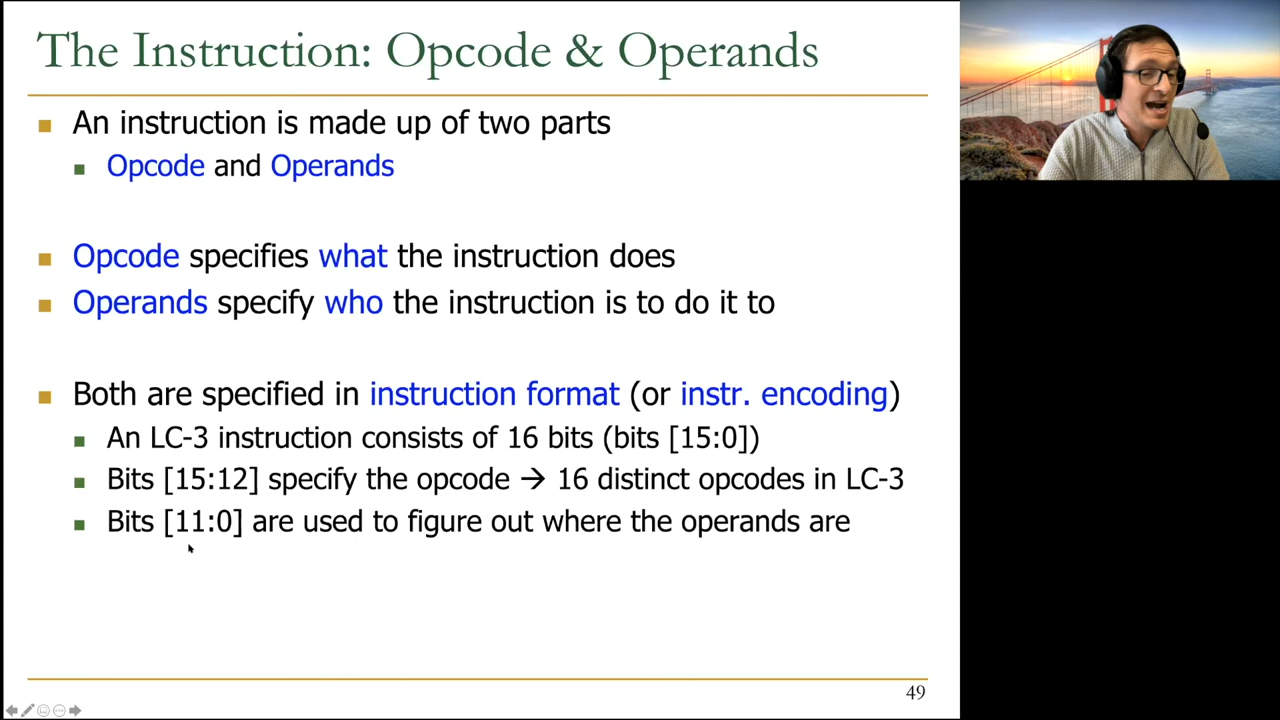 The Instruction: Opcode & Operands
An instruction is made up of two parts
Opcode and Operands
Opcode specifies what the instruction does
Operands specify who the instruction is to do it to
Both are specified in instruction format (or instr. encoding)
An LC-3 instruction consists of 16 bits (bits [15:0])
Bits [15:12] specify the opcode → 16 distinct opcodes in LC-3
Bits [11:0] are used to figure out where the operands are
49